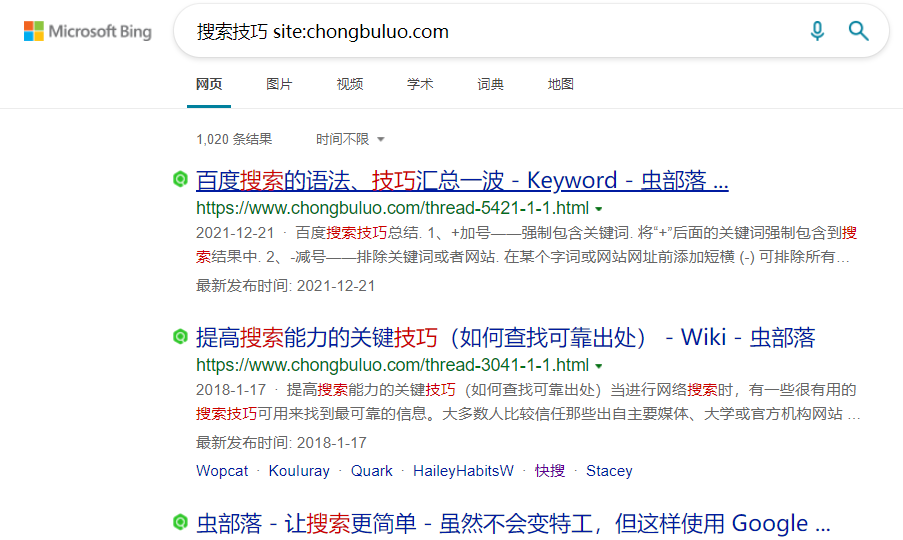 Microsoft Bing
搜索技巧 site:chongbuluo.com
网页 图片 视频 学术 词典 地图
1,020 条结果 时间不限
百度搜索的语法、技巧汇总一波 - Keyword - 虫部落 ...
https://www.chongbuluo.com/thread-5421-1-1.html
2021-12-21 · 百度搜索技巧总结. 1、+加号——强制包含关键词. 将“+”后面的关键词强制包含到搜
索结果中. 2、-减号——排除关键词或者网站. 在某个字词或网站网址前添加短横 (-) 可排除所有…
最新发布时间: 2021-12-21
提高搜索能力的关键技巧（如何查找可靠出处） - Wiki - 虫部落
https://www.chongbuluo.com/thread-3041-1-1.html
2018-1-17 · 提高搜索能力的关键技巧（如何查找可靠出处）当进行网络搜索时，有一些很有用的
搜索技巧可用来找到最可靠的信息。大多数人比较信任那些出自主要媒体、大学或官方机构网站 …
最新发布时间: 2018-1-17
Wopcat · Kouluray · Quark · HaileyHabitsW · 快搜 · Stacey
虫部落 - 让搜索更简单 - 虽然不会变特工，但这样使用 Google ...